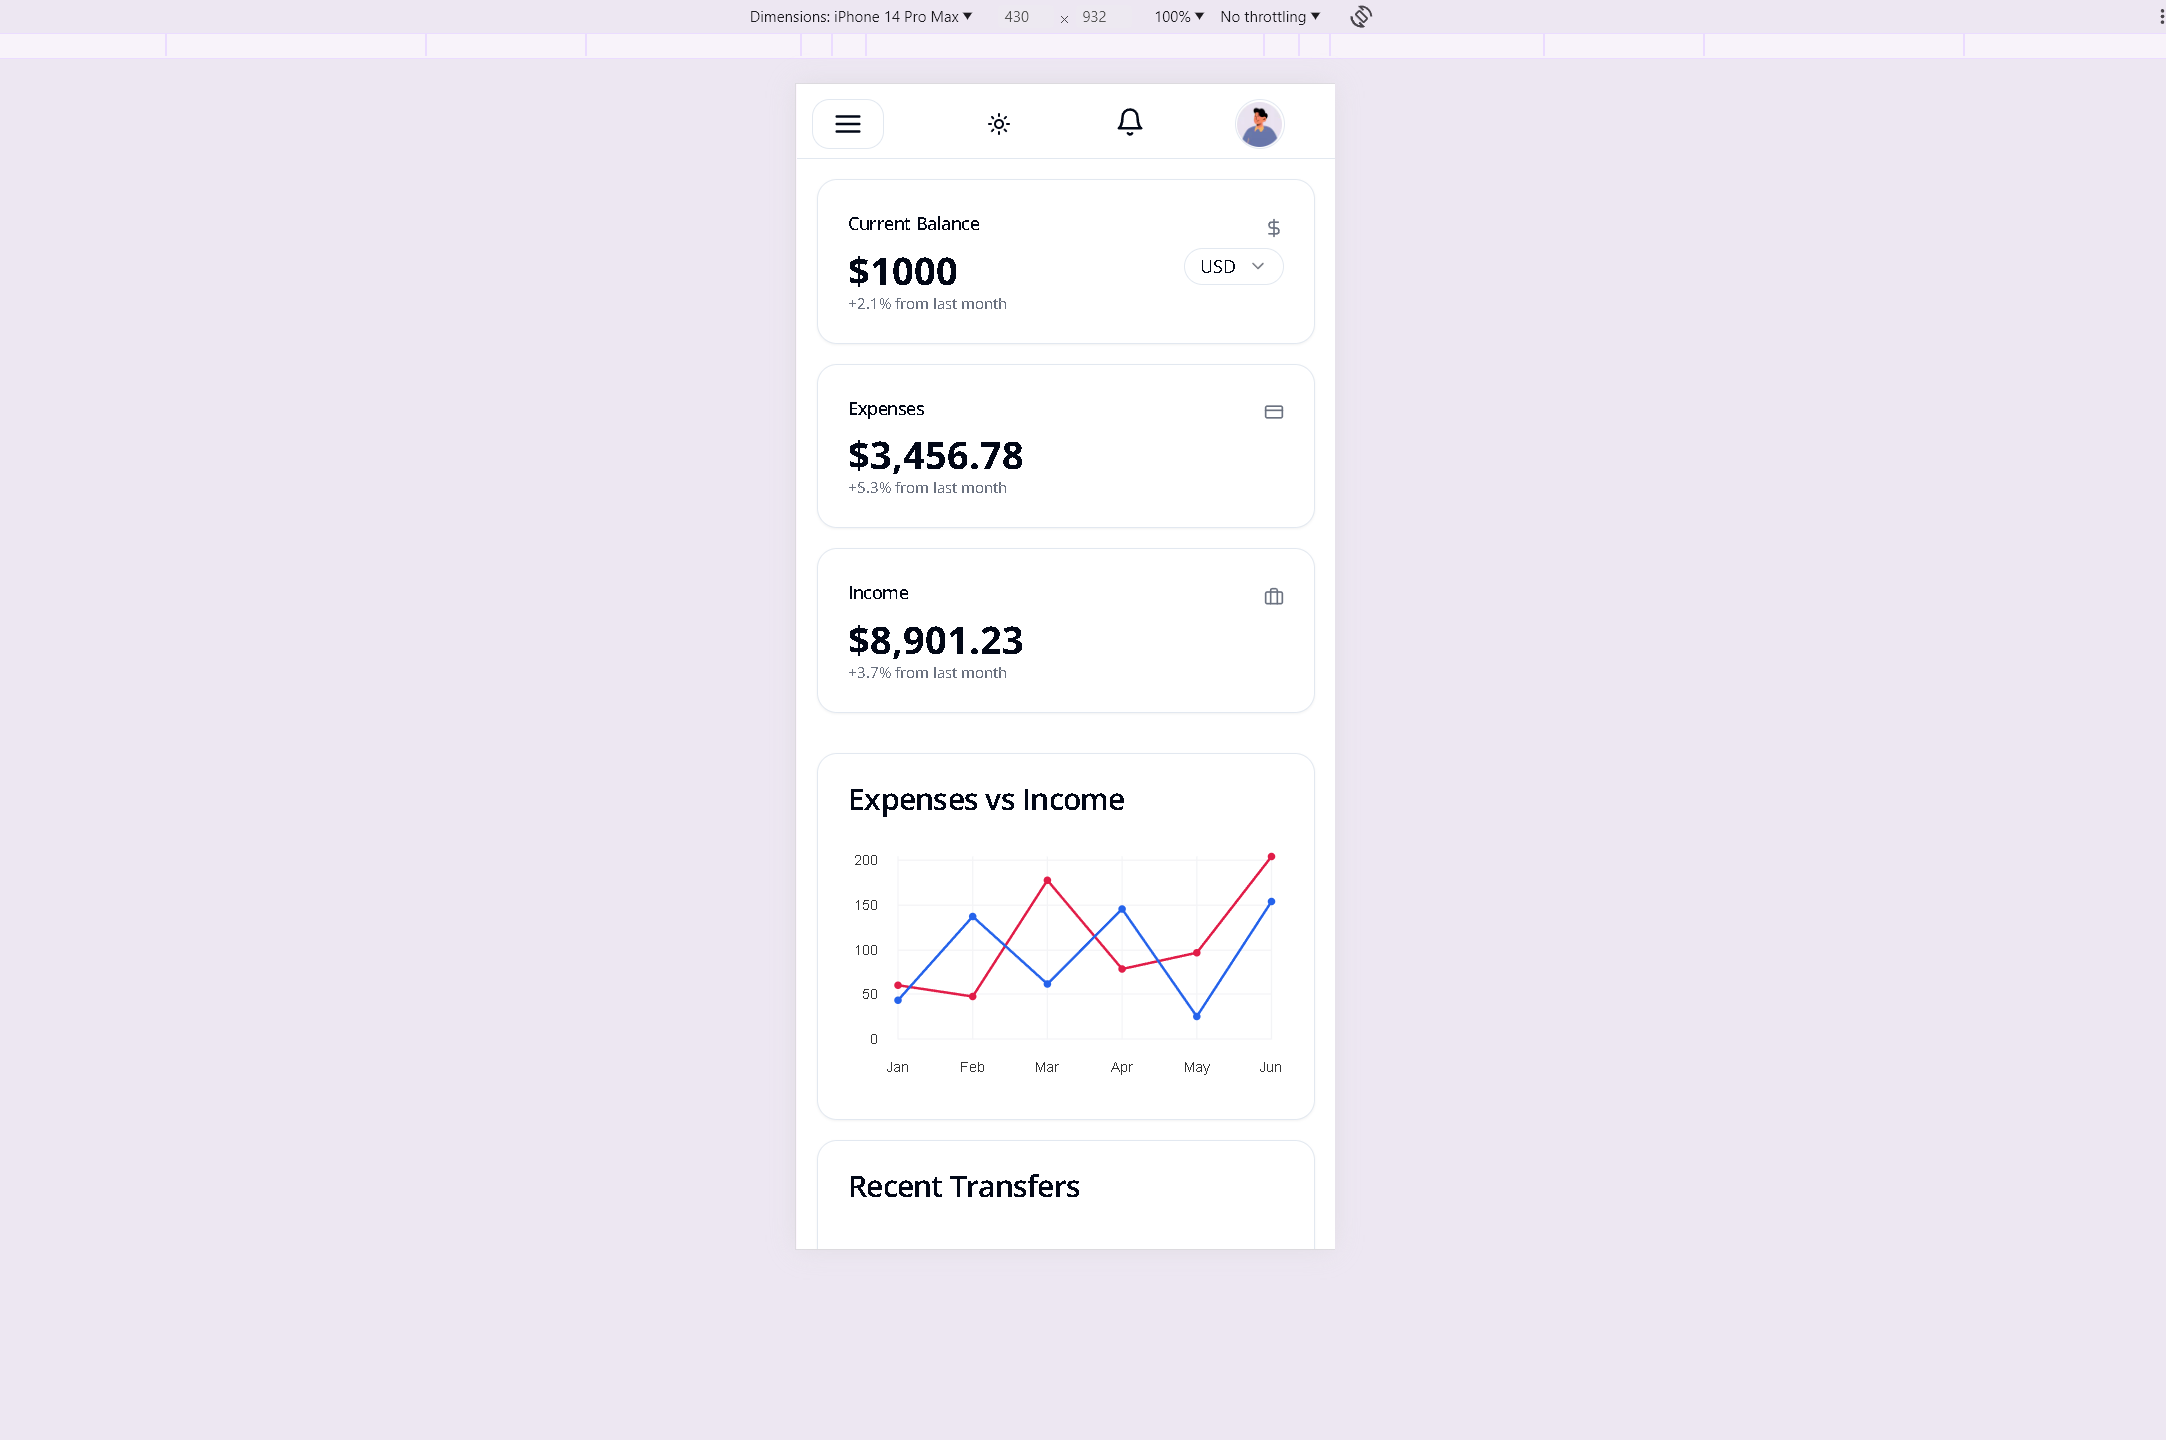 Dimensions: iPhone 14 Pro Max ▼ 430 × 932 100% ▼ No throttling ▼
Current Balance
$1000
USD
+2.1% from last month
Expenses
$3,456.78
+5.3% from last month
Income
$8,901.23
+3.7% from last month
Expenses vs Income
200
150
100
50
0
Jan Feb Mar Apr May Jun
Recent Transfers